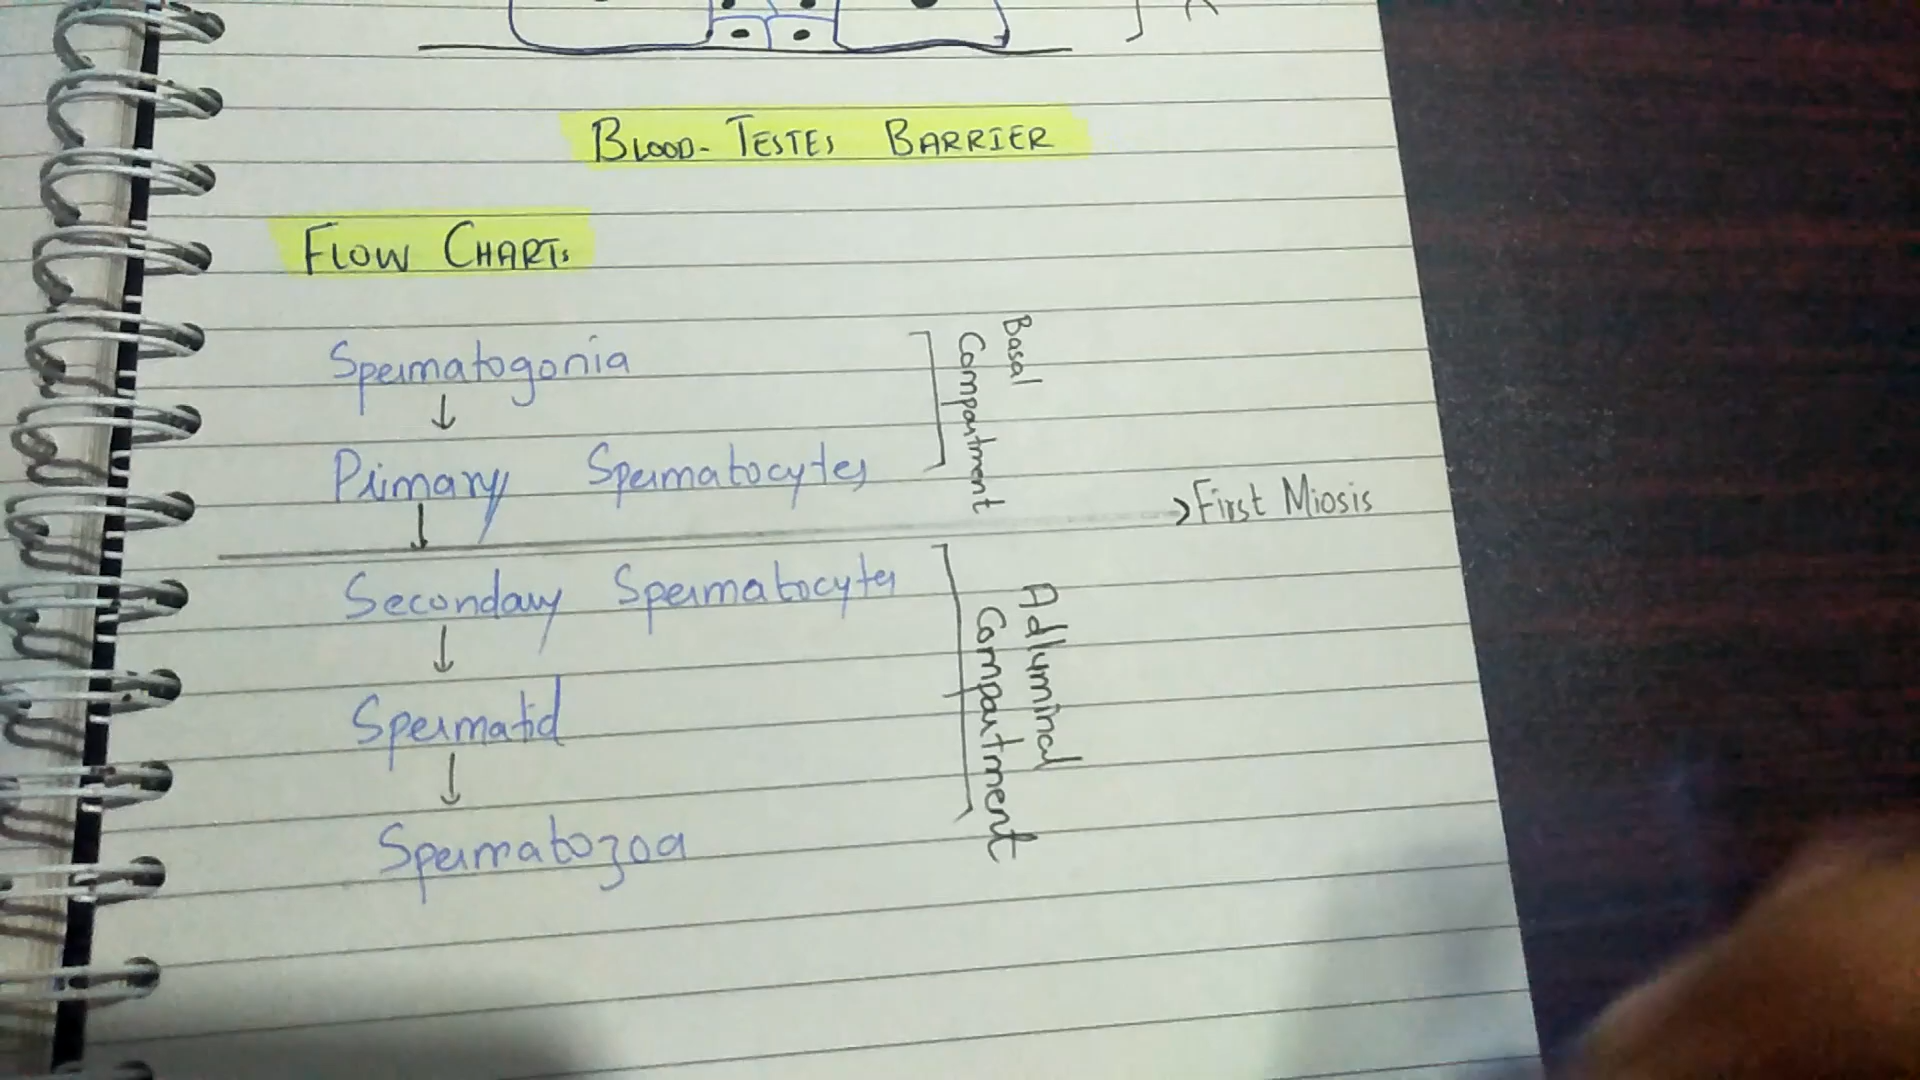 BLOOD-TESTES BARRIER
FLOW CHART:
Spermatogonia
↓
Primary Spermatocytes
↓
Basal
Compartment
→First Miosis
Secondary Spermatocytes
↓
Spermatid
↓
Spermatozoa
Adluminal
Compartment